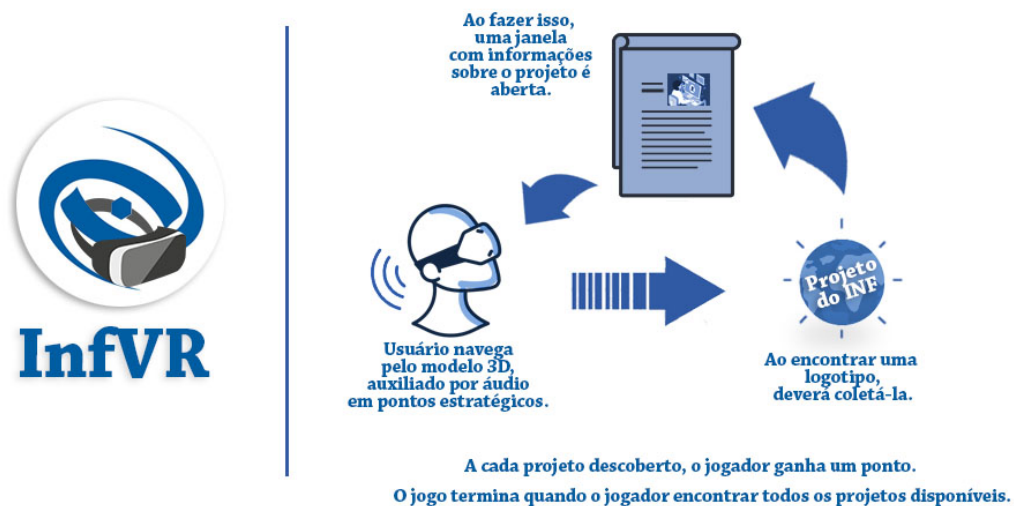 InfVR
Ao fazer isso,
uma janela
com informações
sobre o projeto é
aberta.
Usuário navega
pelo modelo 3D,
auxiliado por áudio
em pontos estratégicos.
Projeto
do INF
Ao encontrar uma
logotipo,
deverá coletá-la.
A cada projeto descoberto, o jogador ganha um ponto.
O jogo termina quando o jogador encontrar todos os projetos disponíveis.